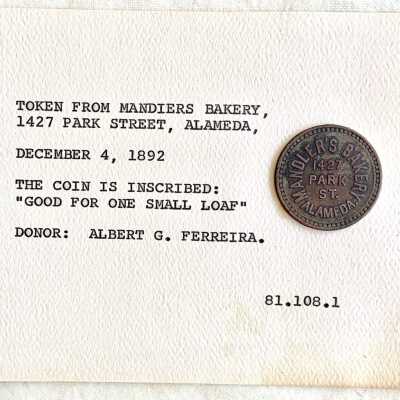 TOKEN FROM MANDIERS BAKERY,
1427 PARK STREET, ALAMEDA,
DECEMBER 4, 1892
THE COIN IS INSCRIBED:
"GOOD FOR ONE SMALL LOAF"
DONOR: ALBERT G. FERREIRA.
MANDLER'S BAKERY
1427
PARK
ST.
ALAMEDA.
81.108.1